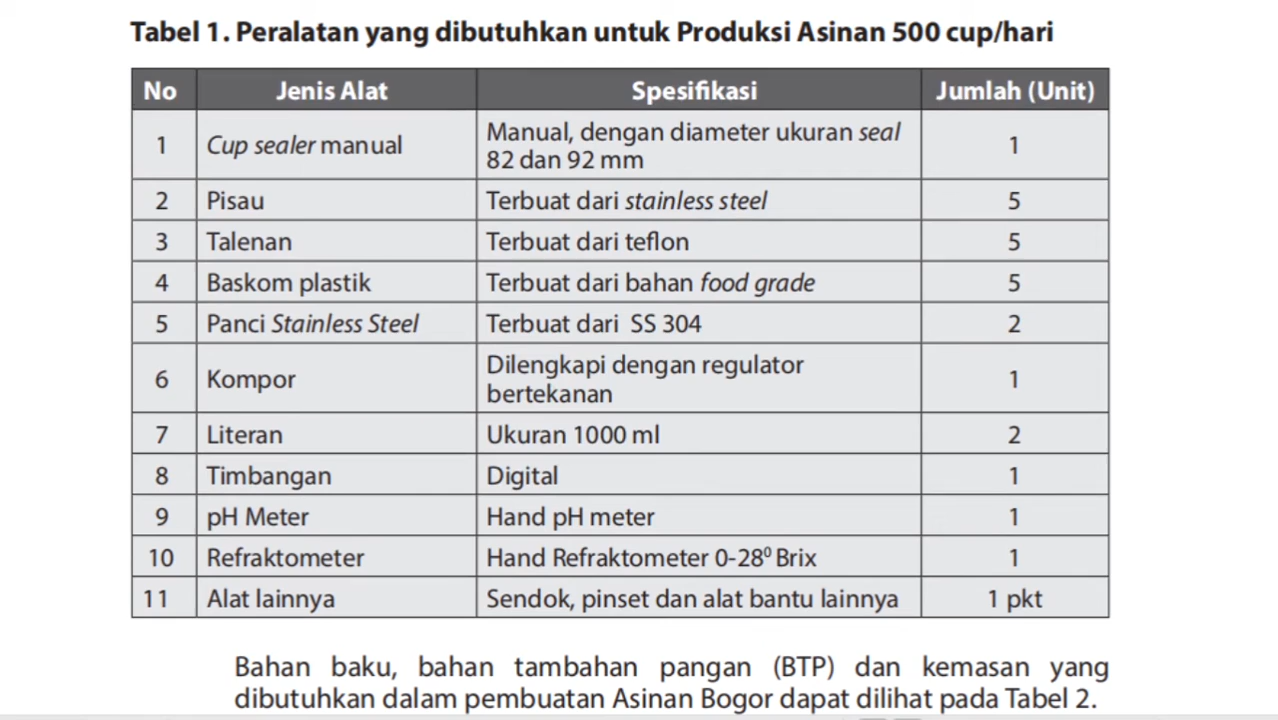 Tabel 1. Peralatan yang dibutuhkan untuk Produksi Asinan 500 cup/hari
No Jenis Alat Spesifikasi Jumlah (Unit)
1 Cup sealer manual Manual, dengan diameter ukuran seal 82 dan 92 mm 1
2 Pisau Terbuat dari stainless steel 5
3 Talenan Terbuat dari teflon 5
4 Baskom plastik Terbuat dari bahan food grade 5
5 Panci Stainless Steel Terbuat dari SS 304 2
6 Kompor Dilengkapi dengan regulator bertekanan 1
7 Literan Ukuran 1000 ml 2
8 Timbangan Digital 1
9 pH Meter Hand pH meter 1
10 Refraktometer Hand Refraktometer 0-28⁰ Brix 1
11 Alat lainnya Sendok, pinset dan alat bantu lainnya 1 pkt
Bahan baku, bahan tambahan pangan (BTP) dan kemasan yang
dibutuhkan dalam pembuatan Asinan Bogor dapat dilihat pada Tabel 2.